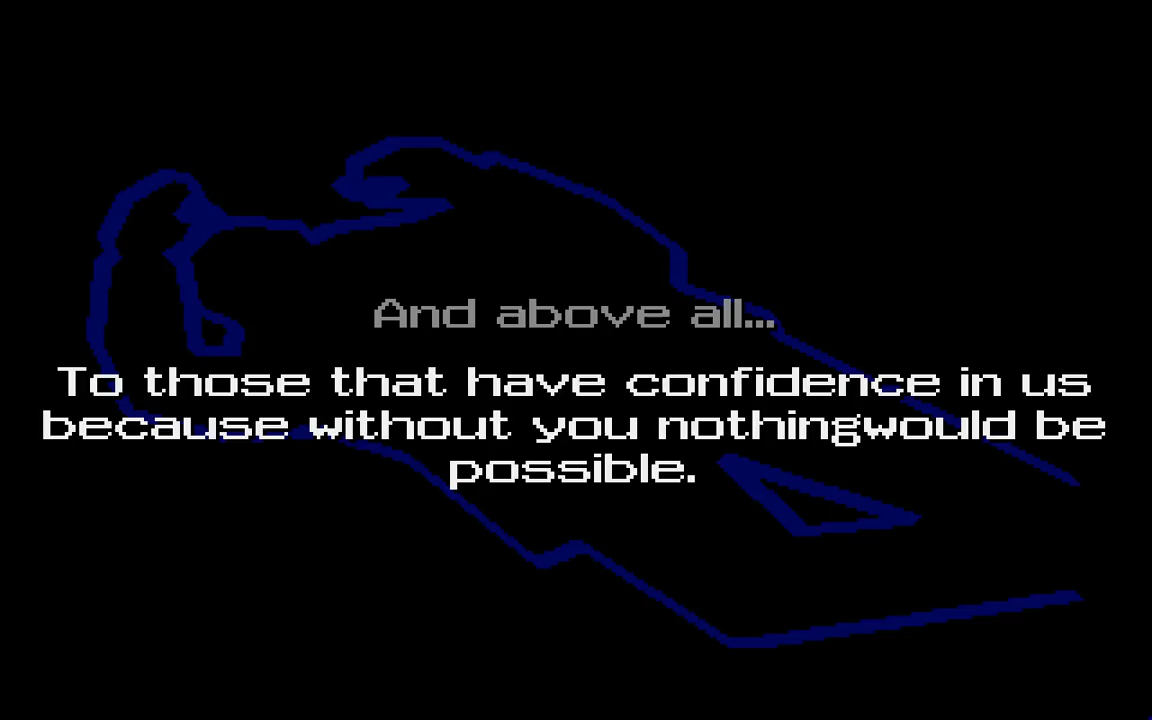 And above all...
To those that have confidence in us
because without you nothingwould be
possible.